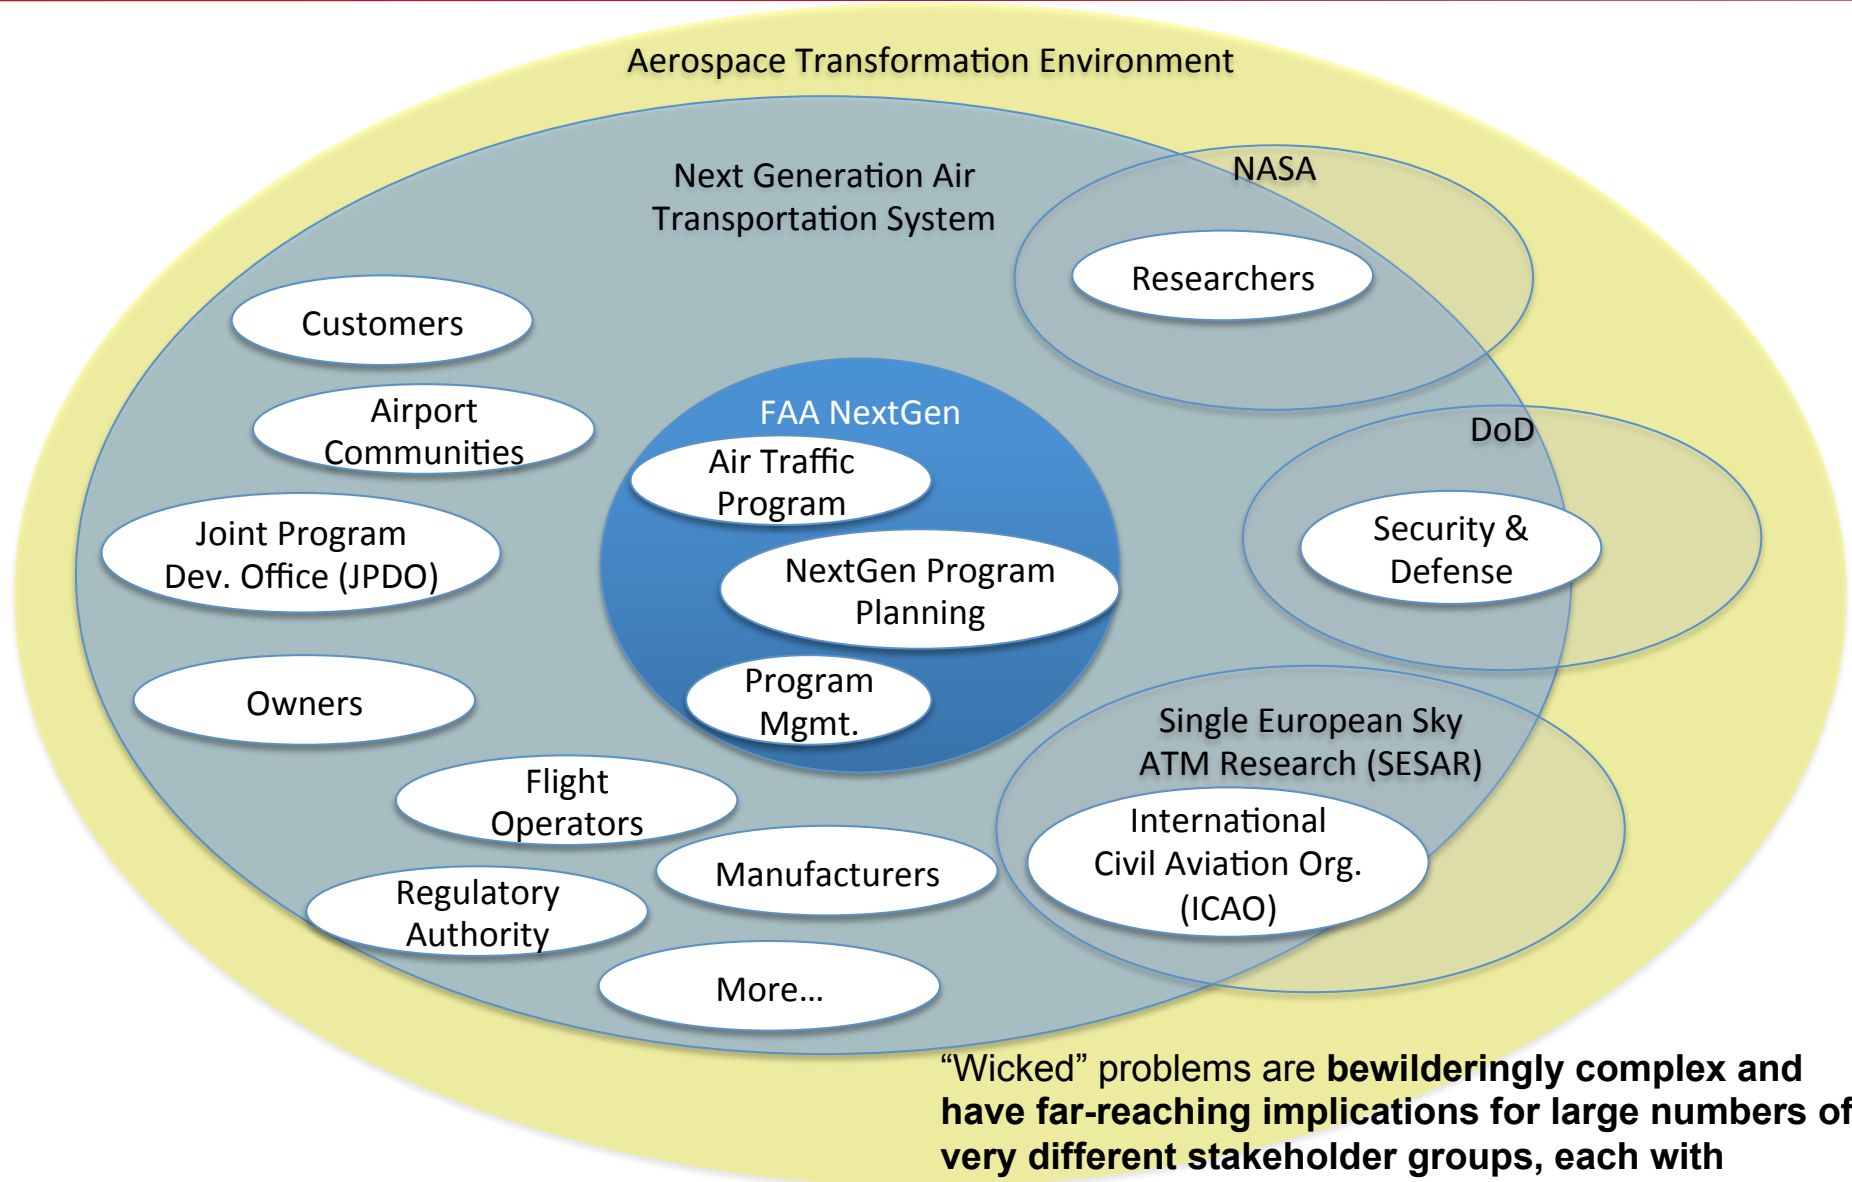 Aerospace Transformation Environment
Next Generation Air
Transportation System
NASA
Researchers
Customers
Airport
Communities
FAA NextGen
DoD
Air Traffic
Program
Joint Program
Dev. Office (JPDO)
Security &
Defense
NextGen Program
Planning
Owners
Program
Mgmt.
Single European Sky
ATM Research (SESAR)
Flight
Operators
International
Civil Aviation Org.
(ICAO)
Manufacturers
Regulatory
Authority
More…
“Wicked” problems are bewilderingly complex and
have far-reaching implications for large numbers of
very different stakeholder groups, each with